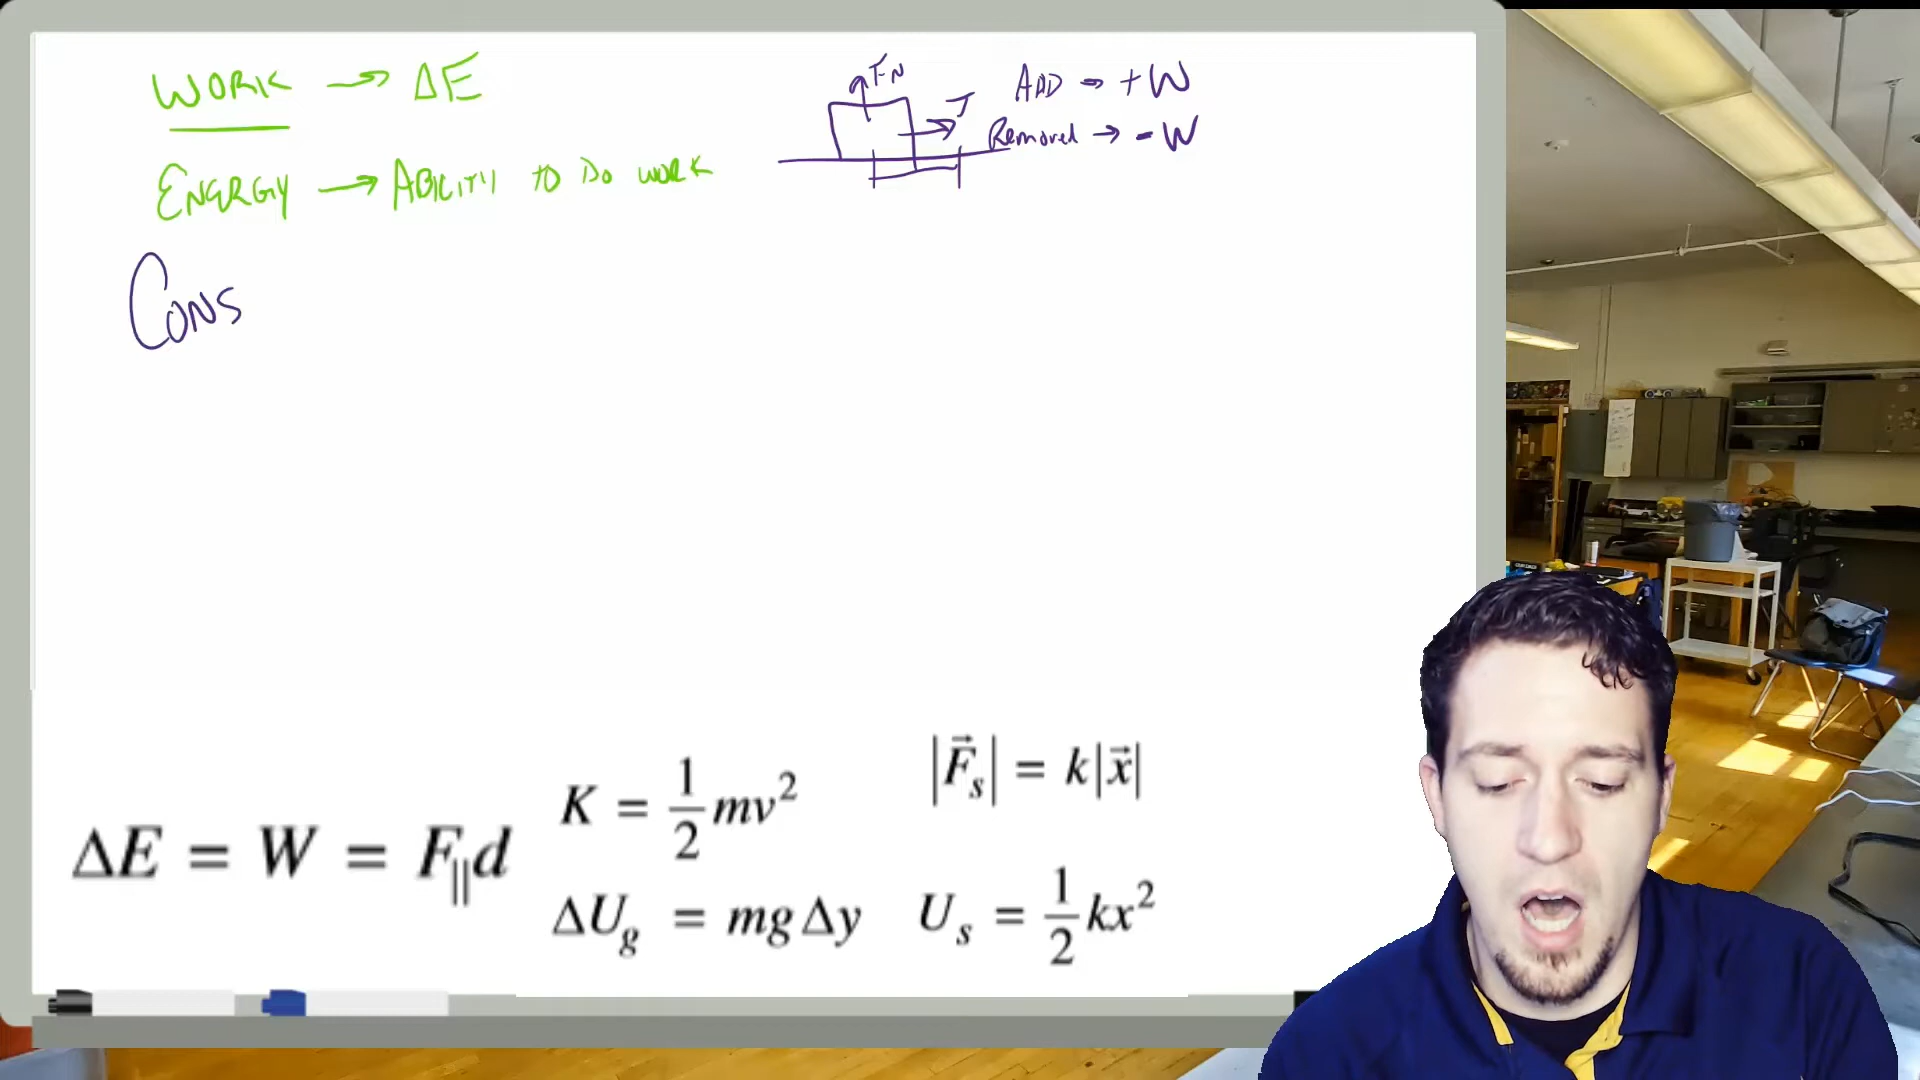 WORK → ΔE
ENERGY → ABILITY TO DO WORK
FN
ADD → +W
Removed → -W
CONS
ΔE = W = F∥d
K = 1/2 mv²
ΔUg = mgΔy
|F⃗s| = k|x⃗|
Us = 1/2 kx²